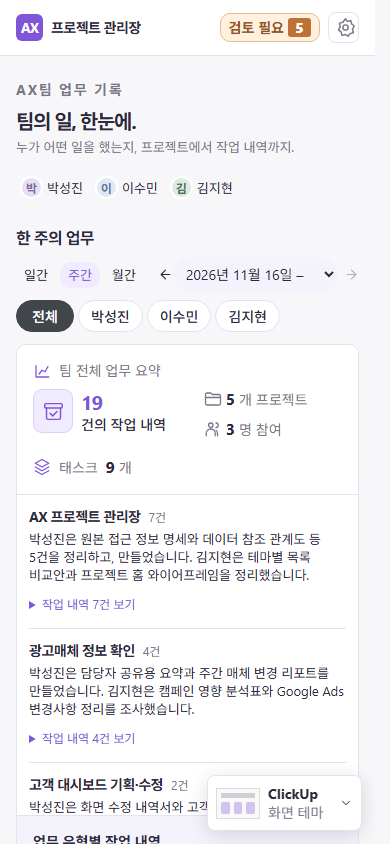 AX 프로젝트 관리장
검토 필요 5
AX팀 업무 기록
팀의 일, 한눈에.
누가 어떤 일을 했는지, 프로젝트에서 작업 내역까지.
박 박성진 이 이수민 김 김지현
한 주의 업무
일간 주간 월간 ← 2026년 11월 16일 – →
전체 박성진 이수민 김지현
팀 전체 업무 요약
19
건의 작업 내역
5 개 프로젝트
3 명 참여
태스크 9 개
AX 프로젝트 관리장 7건
박성진은 원본 접근 정보 명세와 데이터 참조 관계도 등
5건을 정리하고, 만들었습니다. 김지현은 테마별 목록
비교안과 프로젝트 홈 와이어프레임을 정리했습니다.
▶ 작업 내역 7건 보기
광고매체 정보 확인 4건
박성진은 담당자 공유용 요약과 주간 매체 변경 리포트를
만들었습니다. 김지현은 캠페인 영향 분석표와 Google Ads
변경사항 정리를 조사했습니다.
▶ 작업 내역 4건 보기
고객 대시보드 기획·수정 2건
박성진은 화면 수정 내역서와 고객
ClickUp
화면 테마
업무 유형별 작업 내역